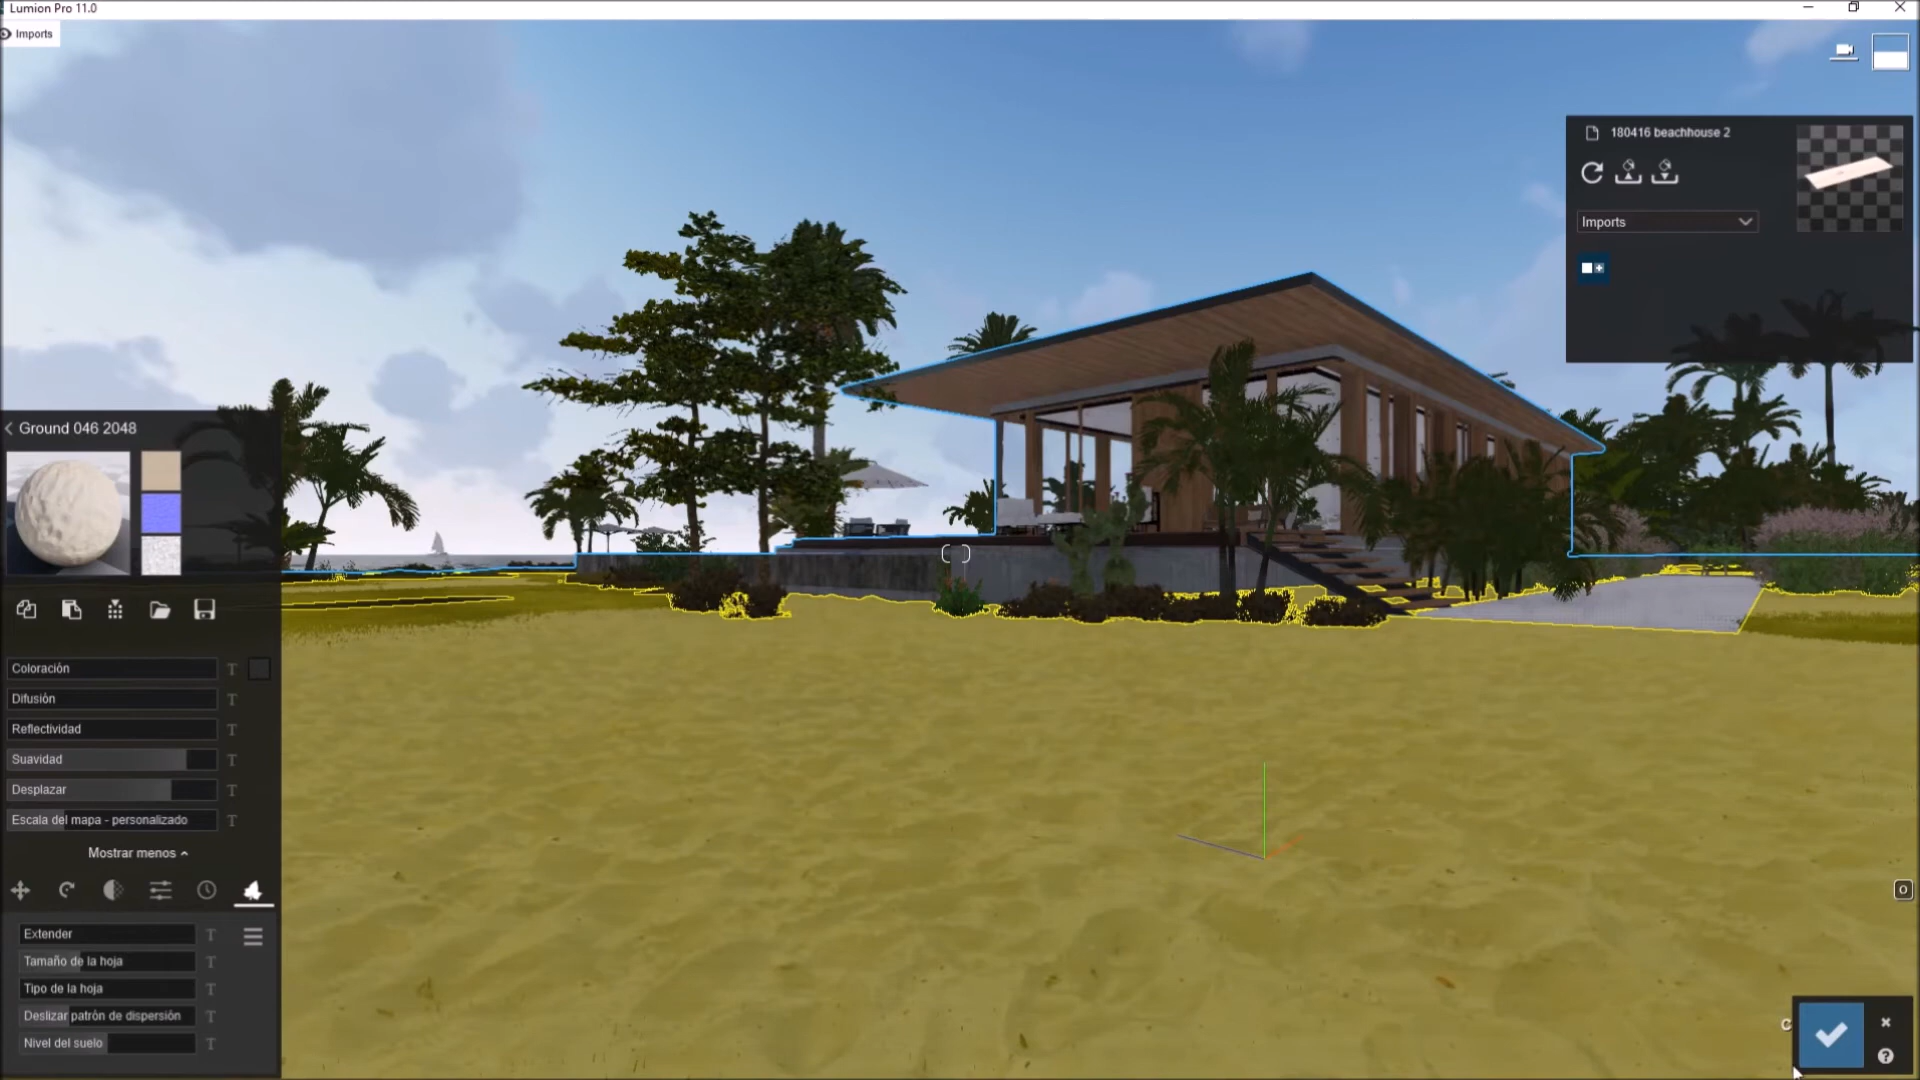 Lumion Pro 11.0
Imports
180416 beachhouse 2
Imports
Ground 046 2048
Coloración T
Difusión T
Reflectividad T
Suavidad T
Desplazar T
Escala del mapa - personalizado T
Mostrar menos
Extender T
Tamaño de la hoja T
Tipo de la hoja T
Deslizar patrón de dispersión T
Nivel del suelo T
O
C
?